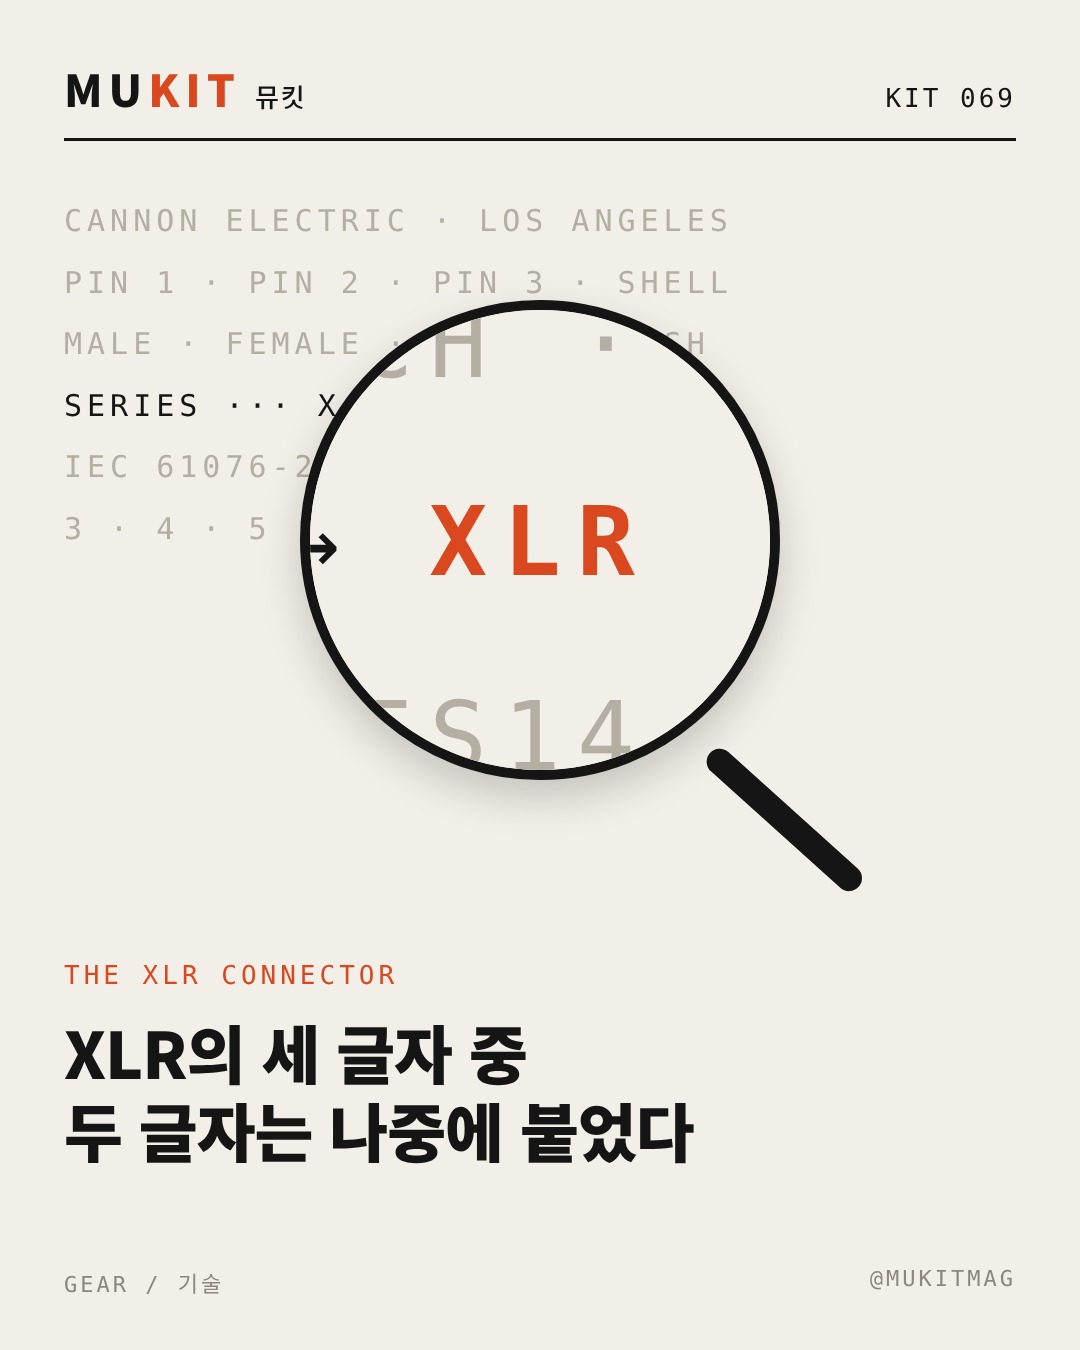 MUKIT 뮤킷
KIT 069
CANNON ELECTRIC · LOS ANGELES
PIN 1 · PIN 2 · PIN 3 · SHELL
MALE · FEMALE ·
SERIES ··· X
IEC 61076-2
3 · 4 · 5
H ·
→ XLR
S14
THE XLR CONNECTOR
XLR의 세 글자 중
두 글자는 나중에 붙었다
GEAR / 기술
@MUKITMAG